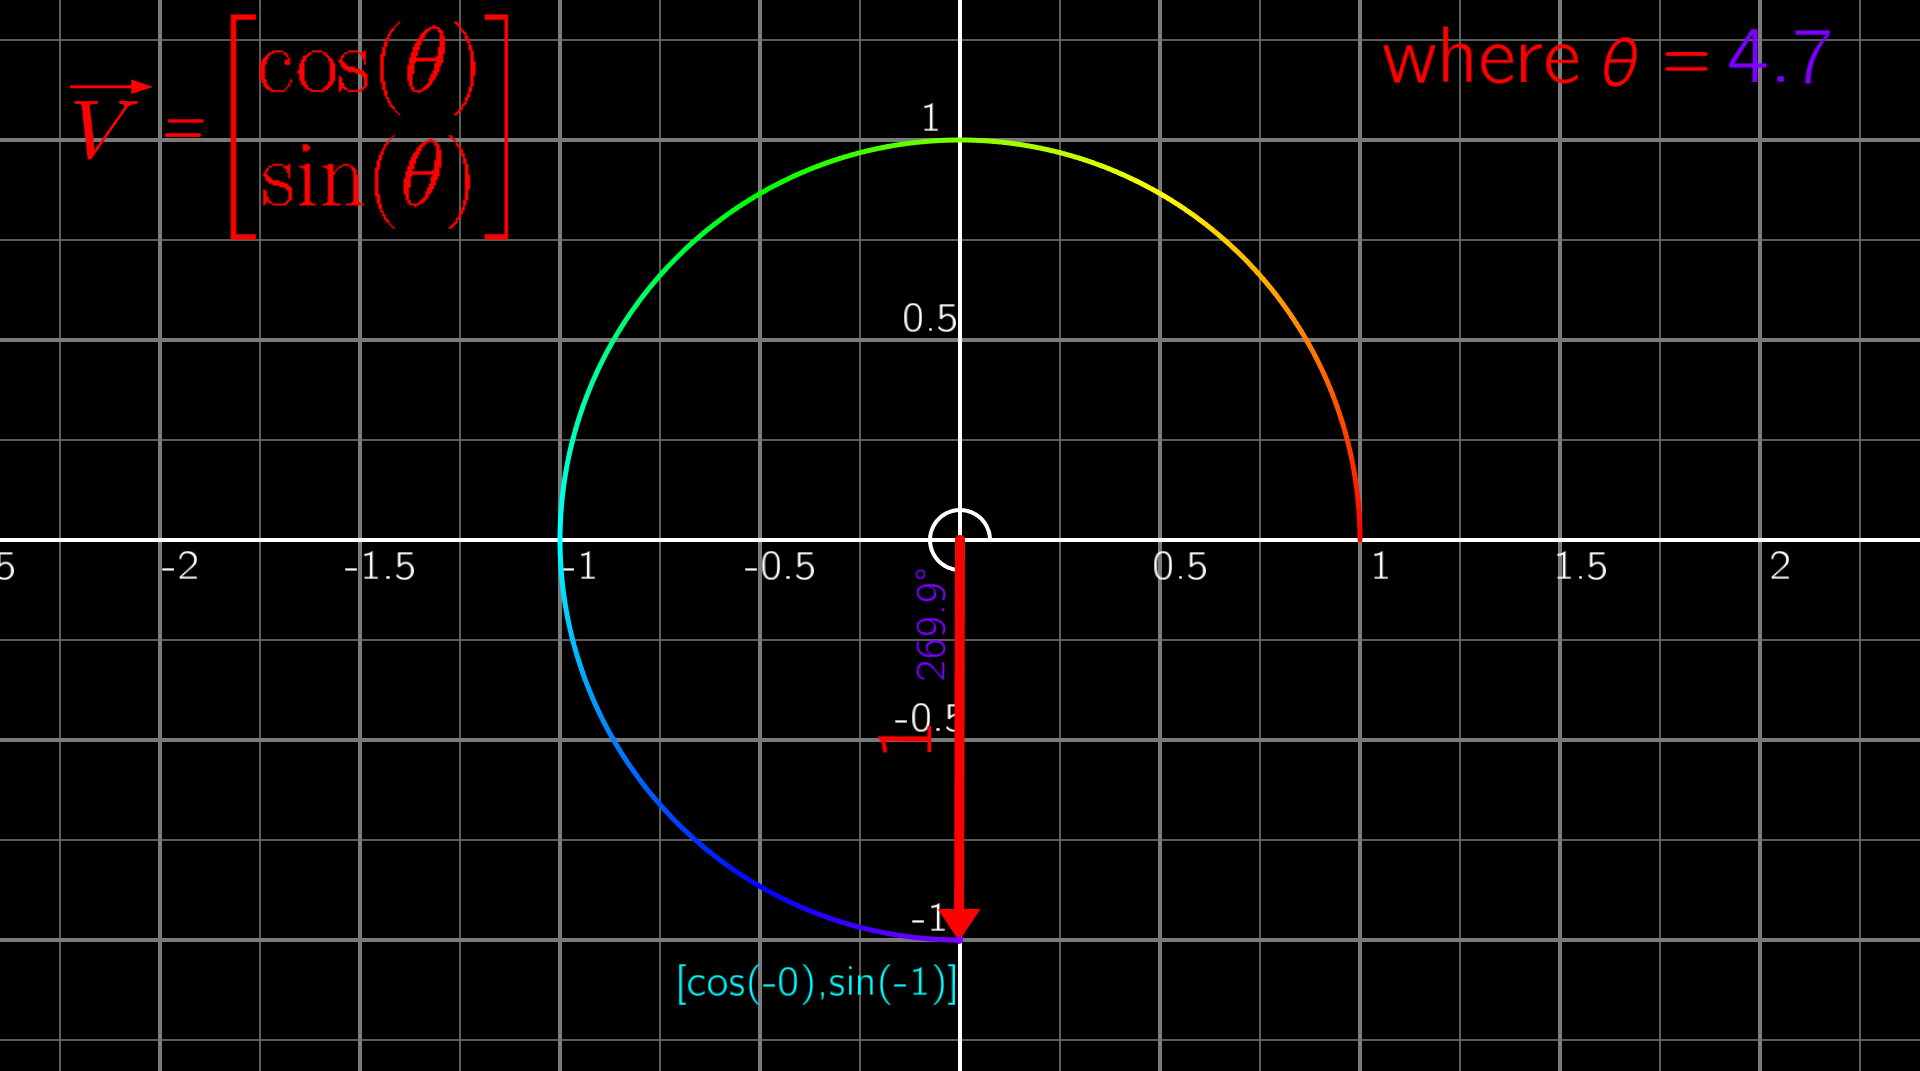 V = [cos(θ)
sin(θ)]
where θ = 4.7
1
0.5
5 -2 -1.5 -1 -0.5 0.5 1 1.5 2
269.9°
-0.5
1
-1
[cos(-0),sin(-1)]